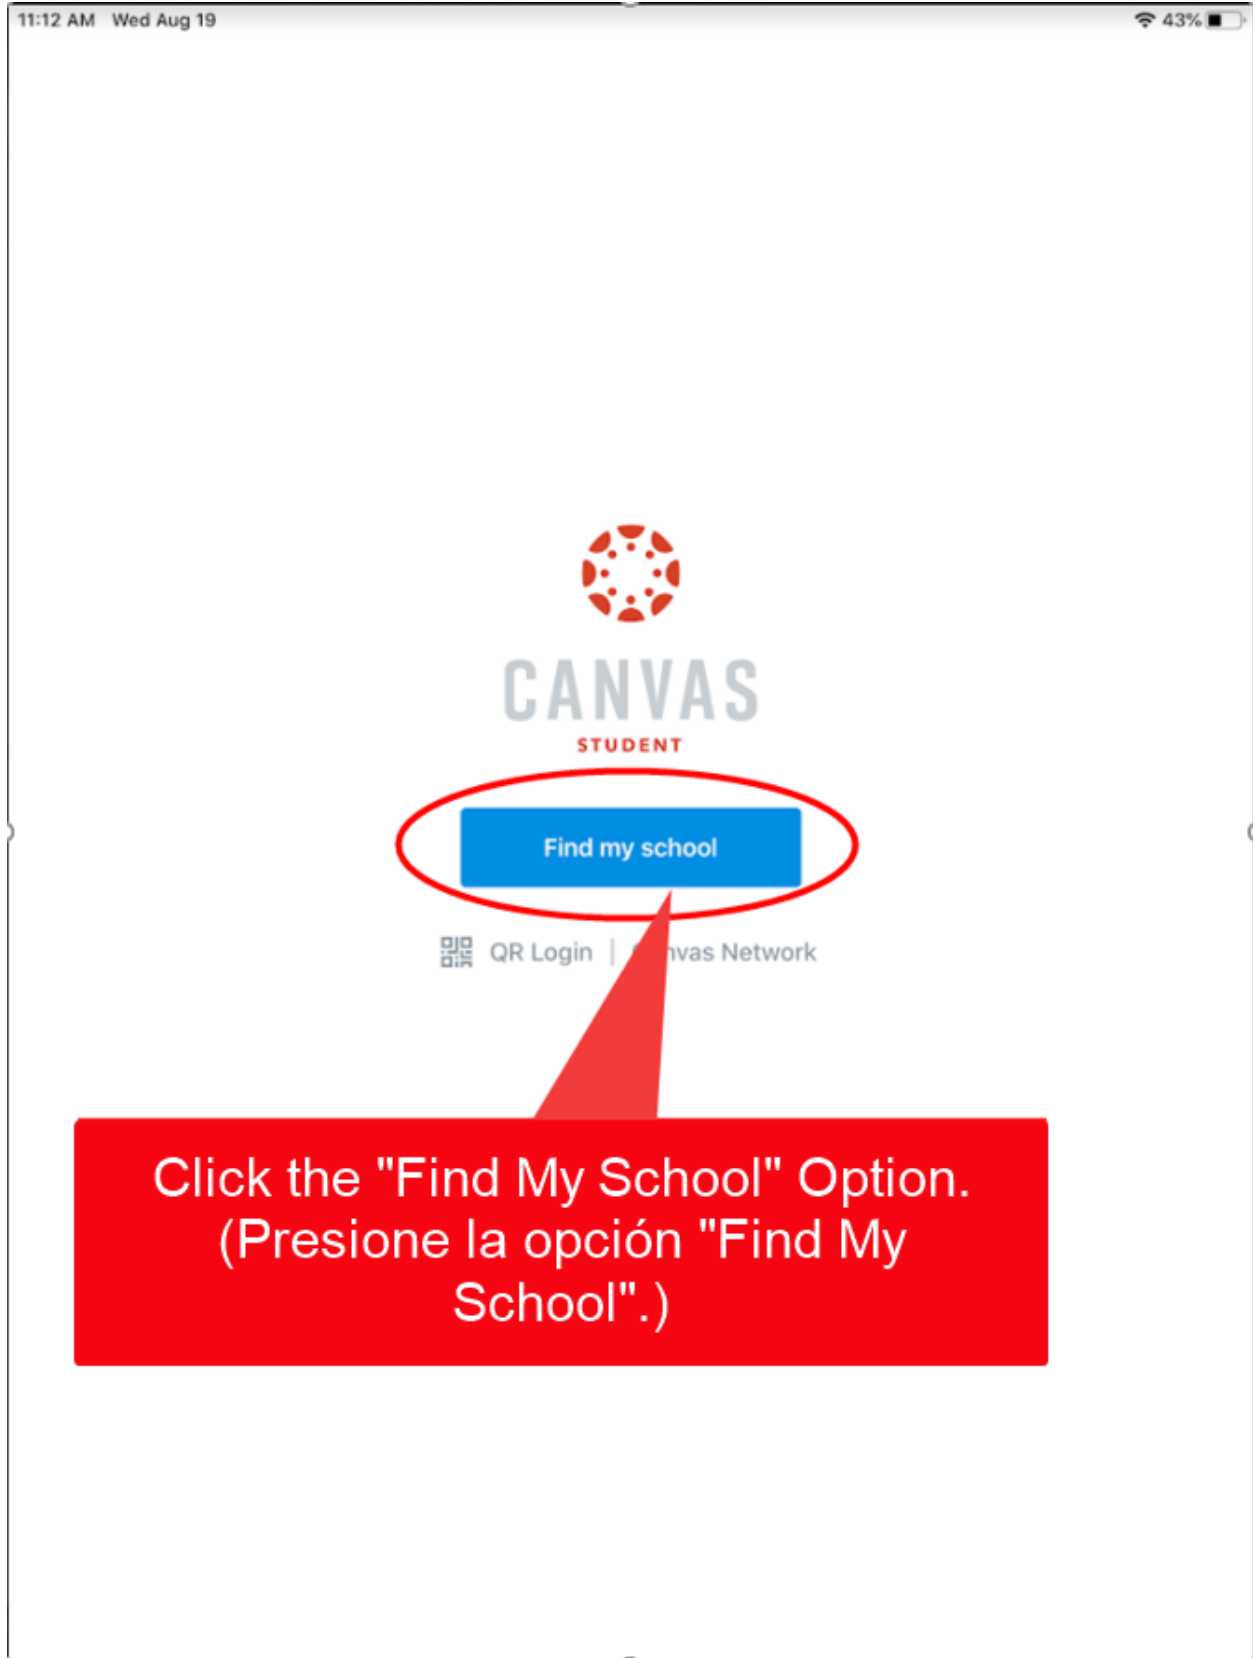 11:12 AM Wed Aug 19
43%
CANVAS
STUDENT
Find my school
QR Login | Network
Click the "Find My School" Option.
(Presione la opción "Find My
School".)